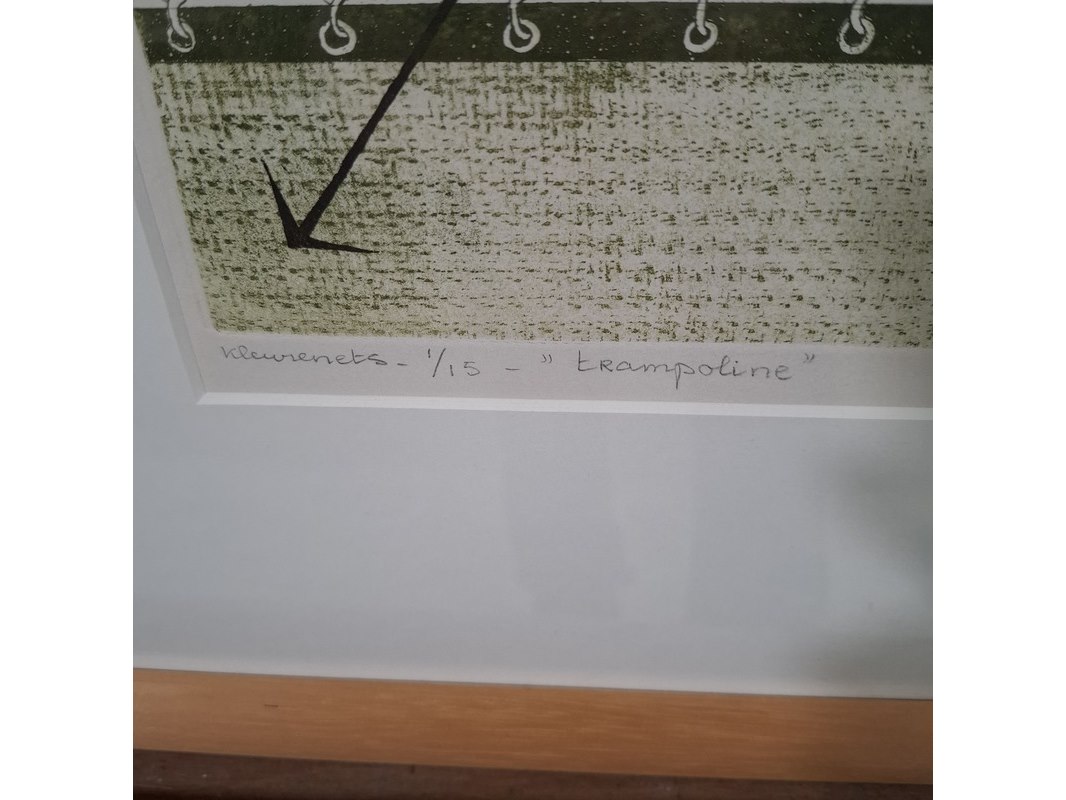 kleurenets - 1/15 - " trampoline "